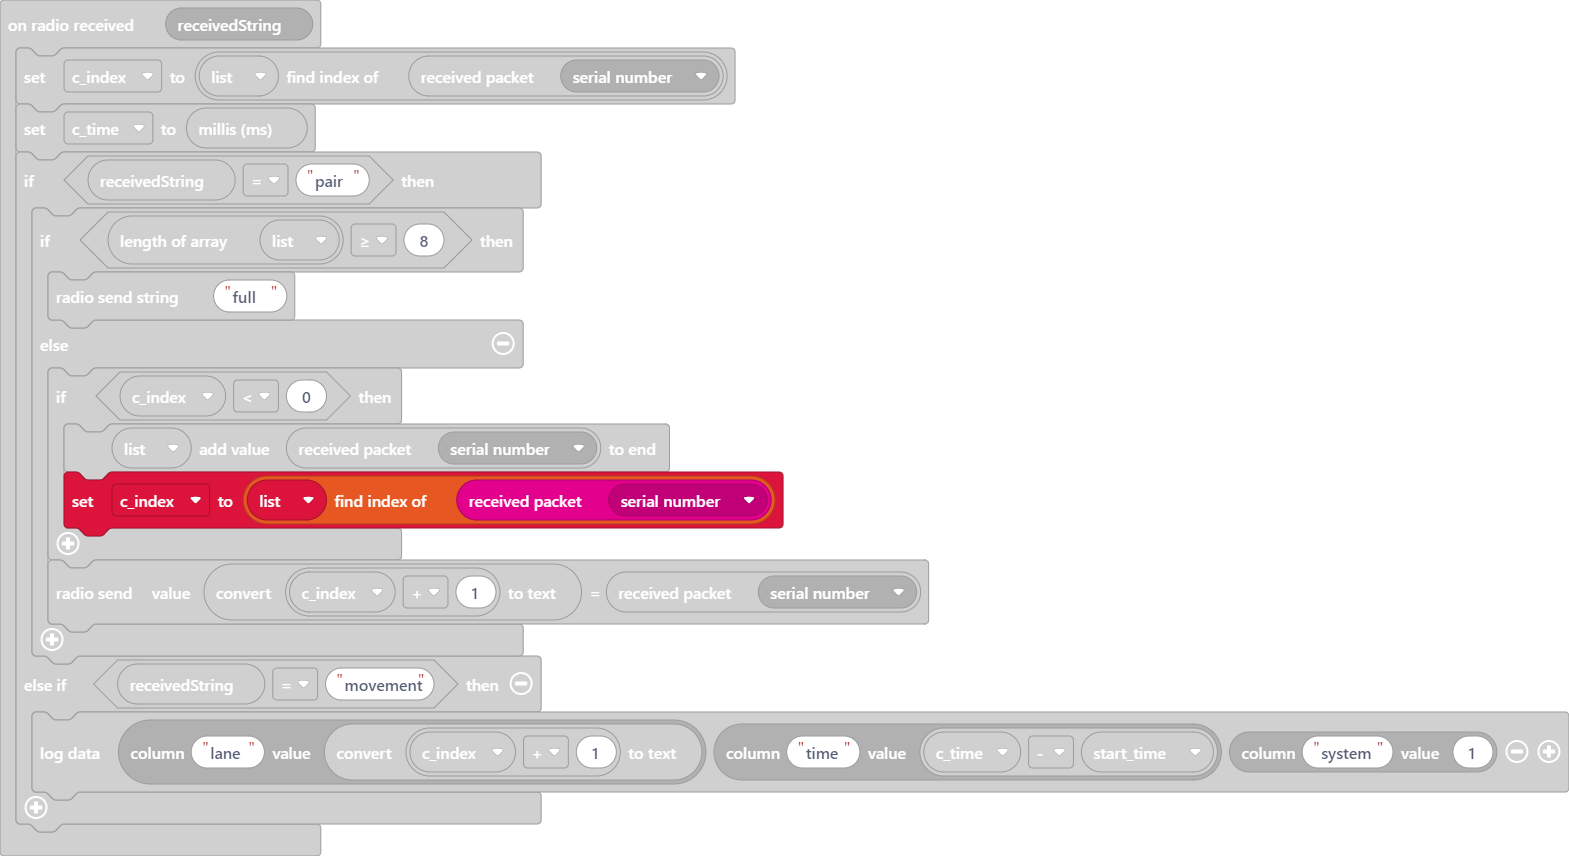 on radio received receivedString
set c_index to list find index of received packet serial number
set c_time to millis (ms)
if receivedString = "pair" then
if length of array list ≥ 8 then
radio send string "full"
else
if c_index < 0 then
list add value received packet serial number to end
set c_index to list find index of received packet serial number
radio send value convert c_index + 1 to text = received packet serial number
else if receivedString = "movement" then
log data column "lane" value convert c_index + 1 to text column "time" value c_time - start_time column "system" value 1